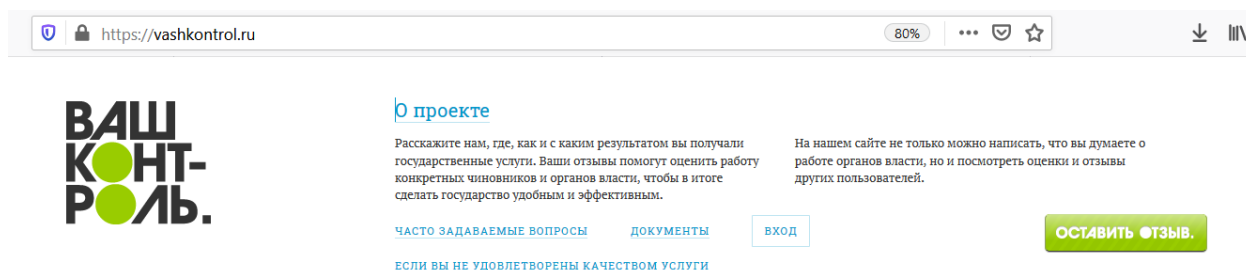 https://vashkontrol.ru
80%
ВАШ
КОНТ-
РОЛЬ.
О проекте
Расскажите нам, где, как и с каким результатом вы получали
государственные услуги. Ваши отзывы помогут оценить работу
конкретных чиновников и органов власти, чтобы в итоге
сделать государство удобным и эффективным.
На нашем сайте не только можно написать, что вы думаете о
работе органов власти, но и посмотреть оценки и отзывы
других пользователей.
ЧАСТО ЗАДАВАЕМЫЕ ВОПРОСЫ
ДОКУМЕНТЫ
ВХОД
ОСТАВИТЬ ОТЗЫВ.
ЕСЛИ ВЫ НЕ УДОВЛЕТВОРЕНЫ КАЧЕСТВОМ УСЛУГИ